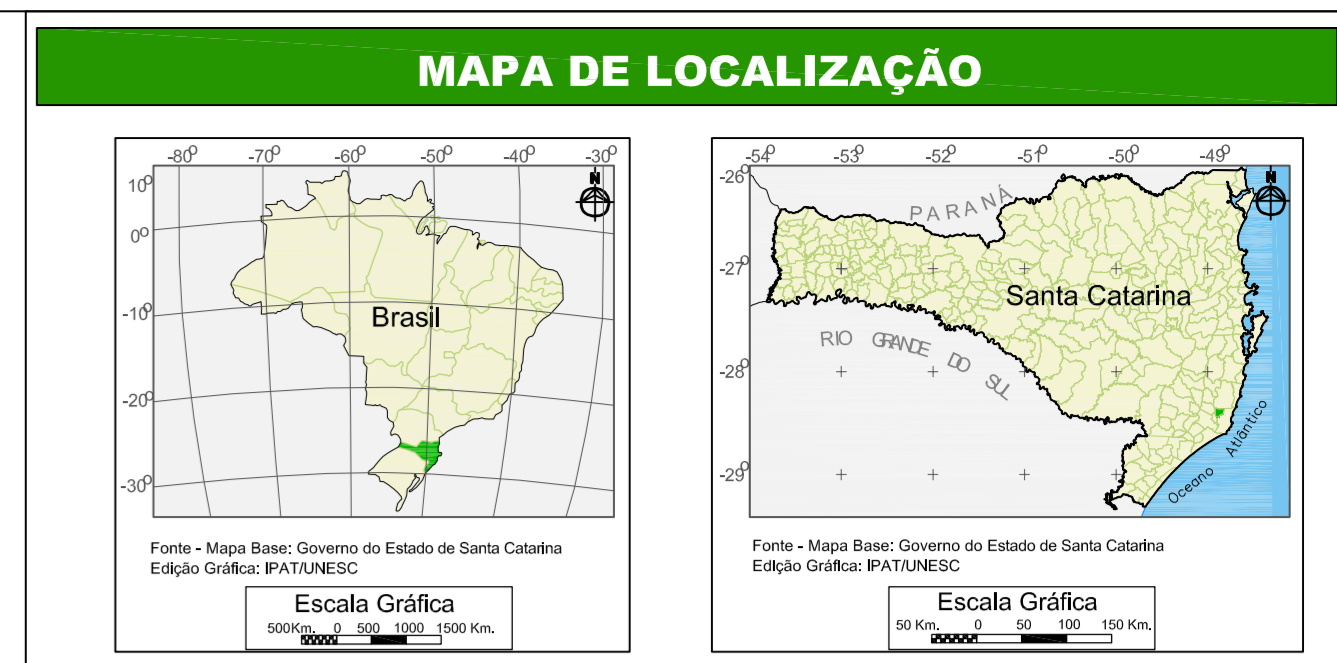 MAPA DE LOCALIZAÇÃO
-80º -70º -60º -50º -40º -30º
10º
0º
-10º
-20º
-30º
N
Brasil
Fonte - Mapa Base: Governo do Estado de Santa Catarina
Edição Gráfica: IPAT/UNESC
Escala Gráfica
500Km. 0 500 1000 1500 Km.
-54º -53º -52º -51º -50º -49º
-26º
-27º
-28º
-29º
N
PARANÁ
Santa Catarina
RIO GRANDE DO SUL
Oceano Atlântico
Fonte - Mapa Base: Governo do Estado de Santa Catarina
Edição Gráfica: IPAT/UNESC
Escala Gráfica
50 Km. 0 50 100 150 Km.